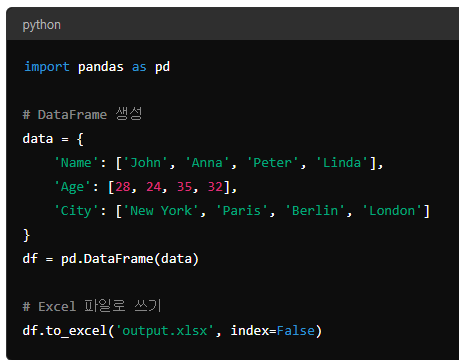 python
import pandas as pd
# DataFrame 생성
data = {
    'Name': ['John', 'Anna', 'Peter', 'Linda'],
    'Age': [28, 24, 35, 32],
    'City': ['New York', 'Paris', 'Berlin', 'London']
}
df = pd.DataFrame(data)
# Excel 파일로 쓰기
df.to_excel('output.xlsx', index=False)